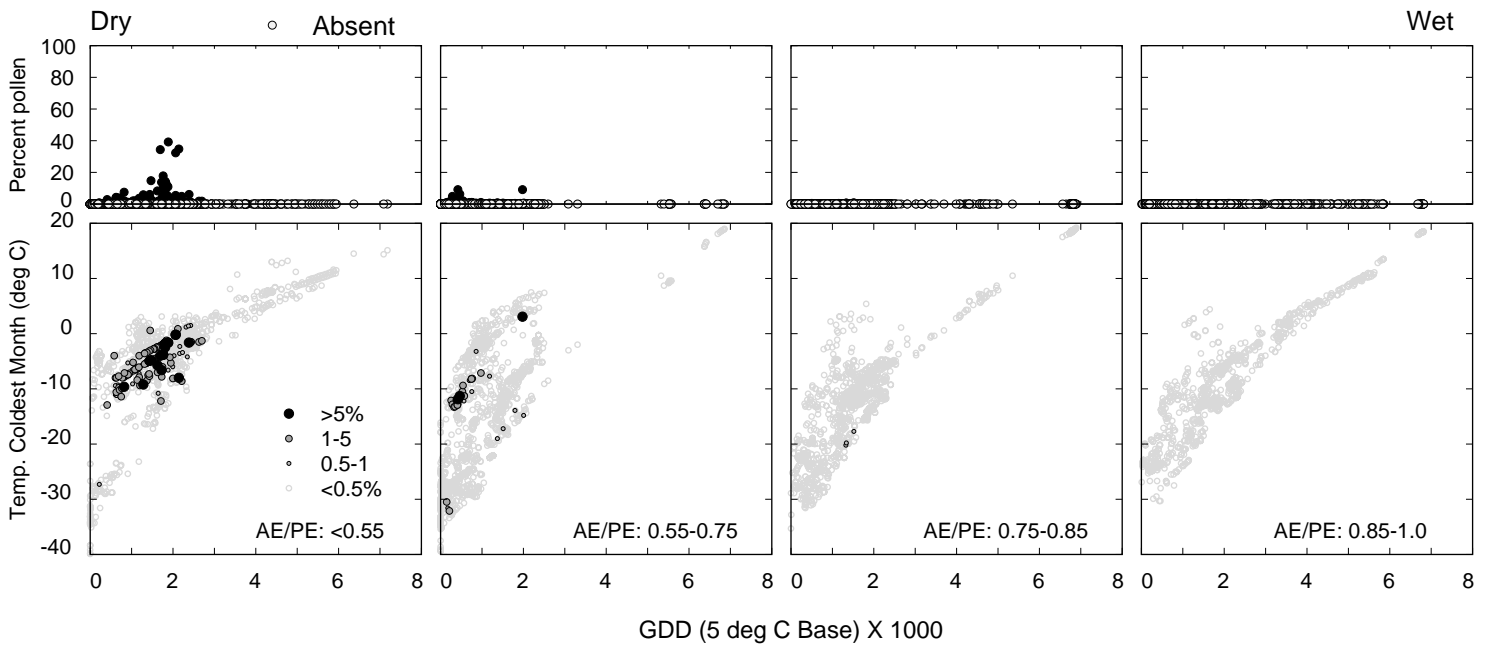 Dry Absent Wet
Percent pollen
100
80
60
40
20
0
Temp. Coldest Month (deg C)
20
10
0
-10
-20
-30
-40
>5%
1-5
0.5-1
<0.5%
AE/PE: <0.55 AE/PE: 0.55-0.75 AE/PE: 0.75-0.85 AE/PE: 0.85-1.0
0 2 4 6 8 0 2 4 6 8 0 2 4 6 8 0 2 4 6 8
GDD (5 deg C Base) X 1000